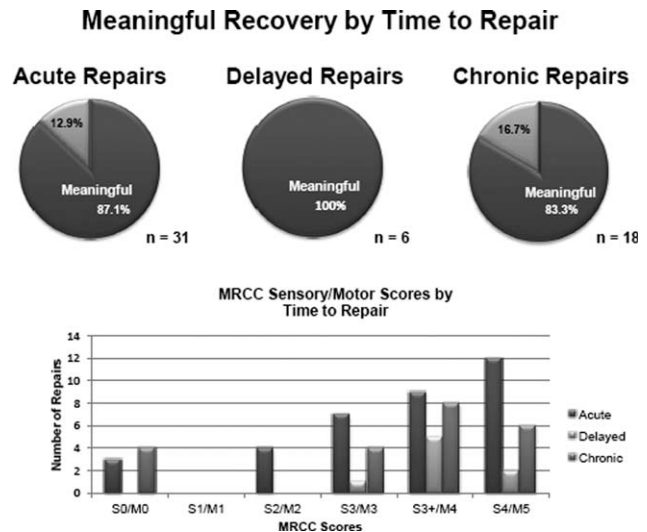 Meaningful Recovery by Time to Repair
Acute Repairs
Delayed Repairs
Chronic Repairs
12.9%
Meaningful
87.1%
n = 31
Meaningful
100%
n = 6
16.7%
Meaningful
83.3%
n = 18
MRCC Sensory/Motor Scores by
Time to Repair
Number of Repairs
14
12
10
8
6
4
2
0
S0/M0
S1/M1
S2/M2
S3/M3
S3+/M4
S4/M5
MRCC Scores
Acute
Delayed
Chronic